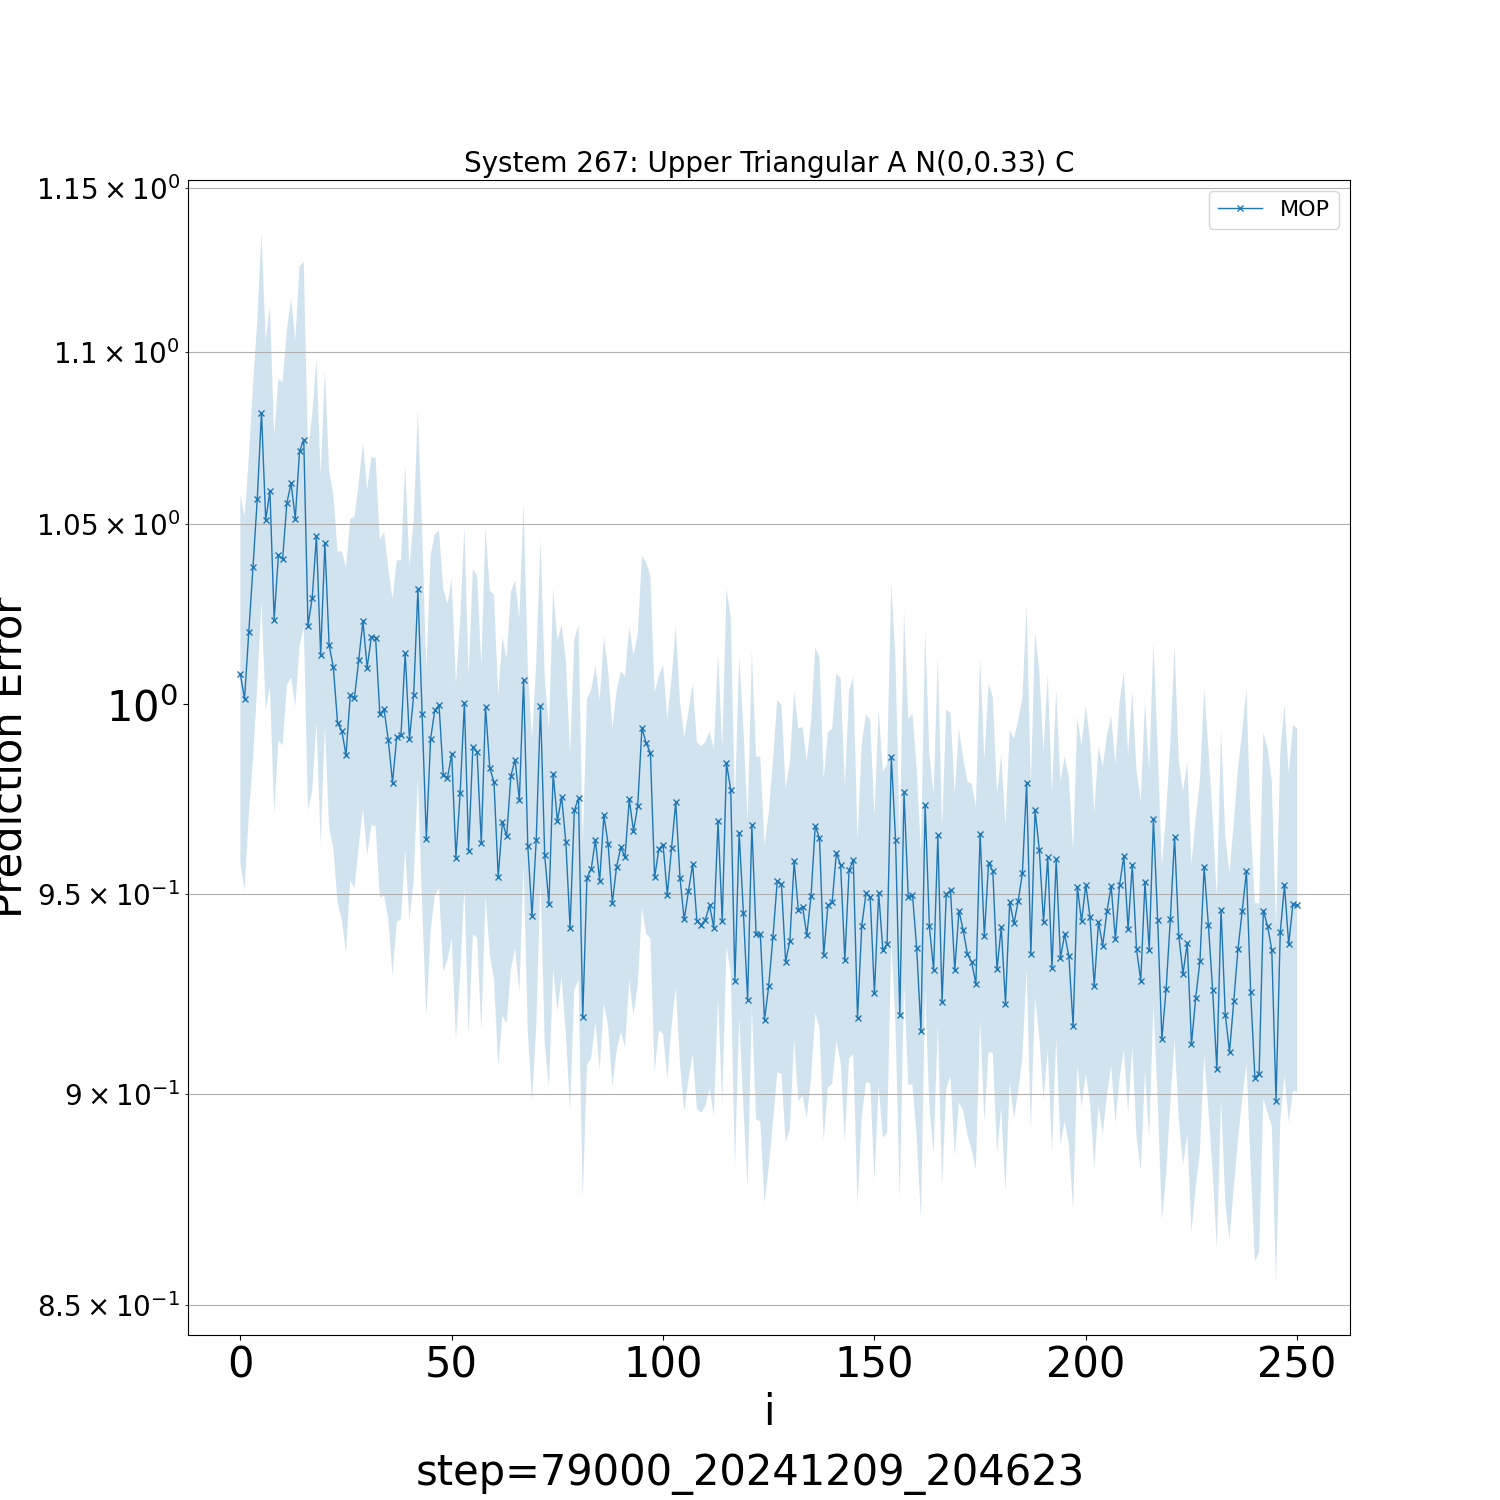 System 267: Upper Triangular A N(0,0.33) C
MOP
Prediction Error
1.15 × 10⁰
1.1 × 10⁰
1.05 × 10⁰
10⁰
9.5 × 10⁻¹
9 × 10⁻¹
8.5 × 10⁻¹
0 50 100 150 200 250
i
step=79000_20241209_204623